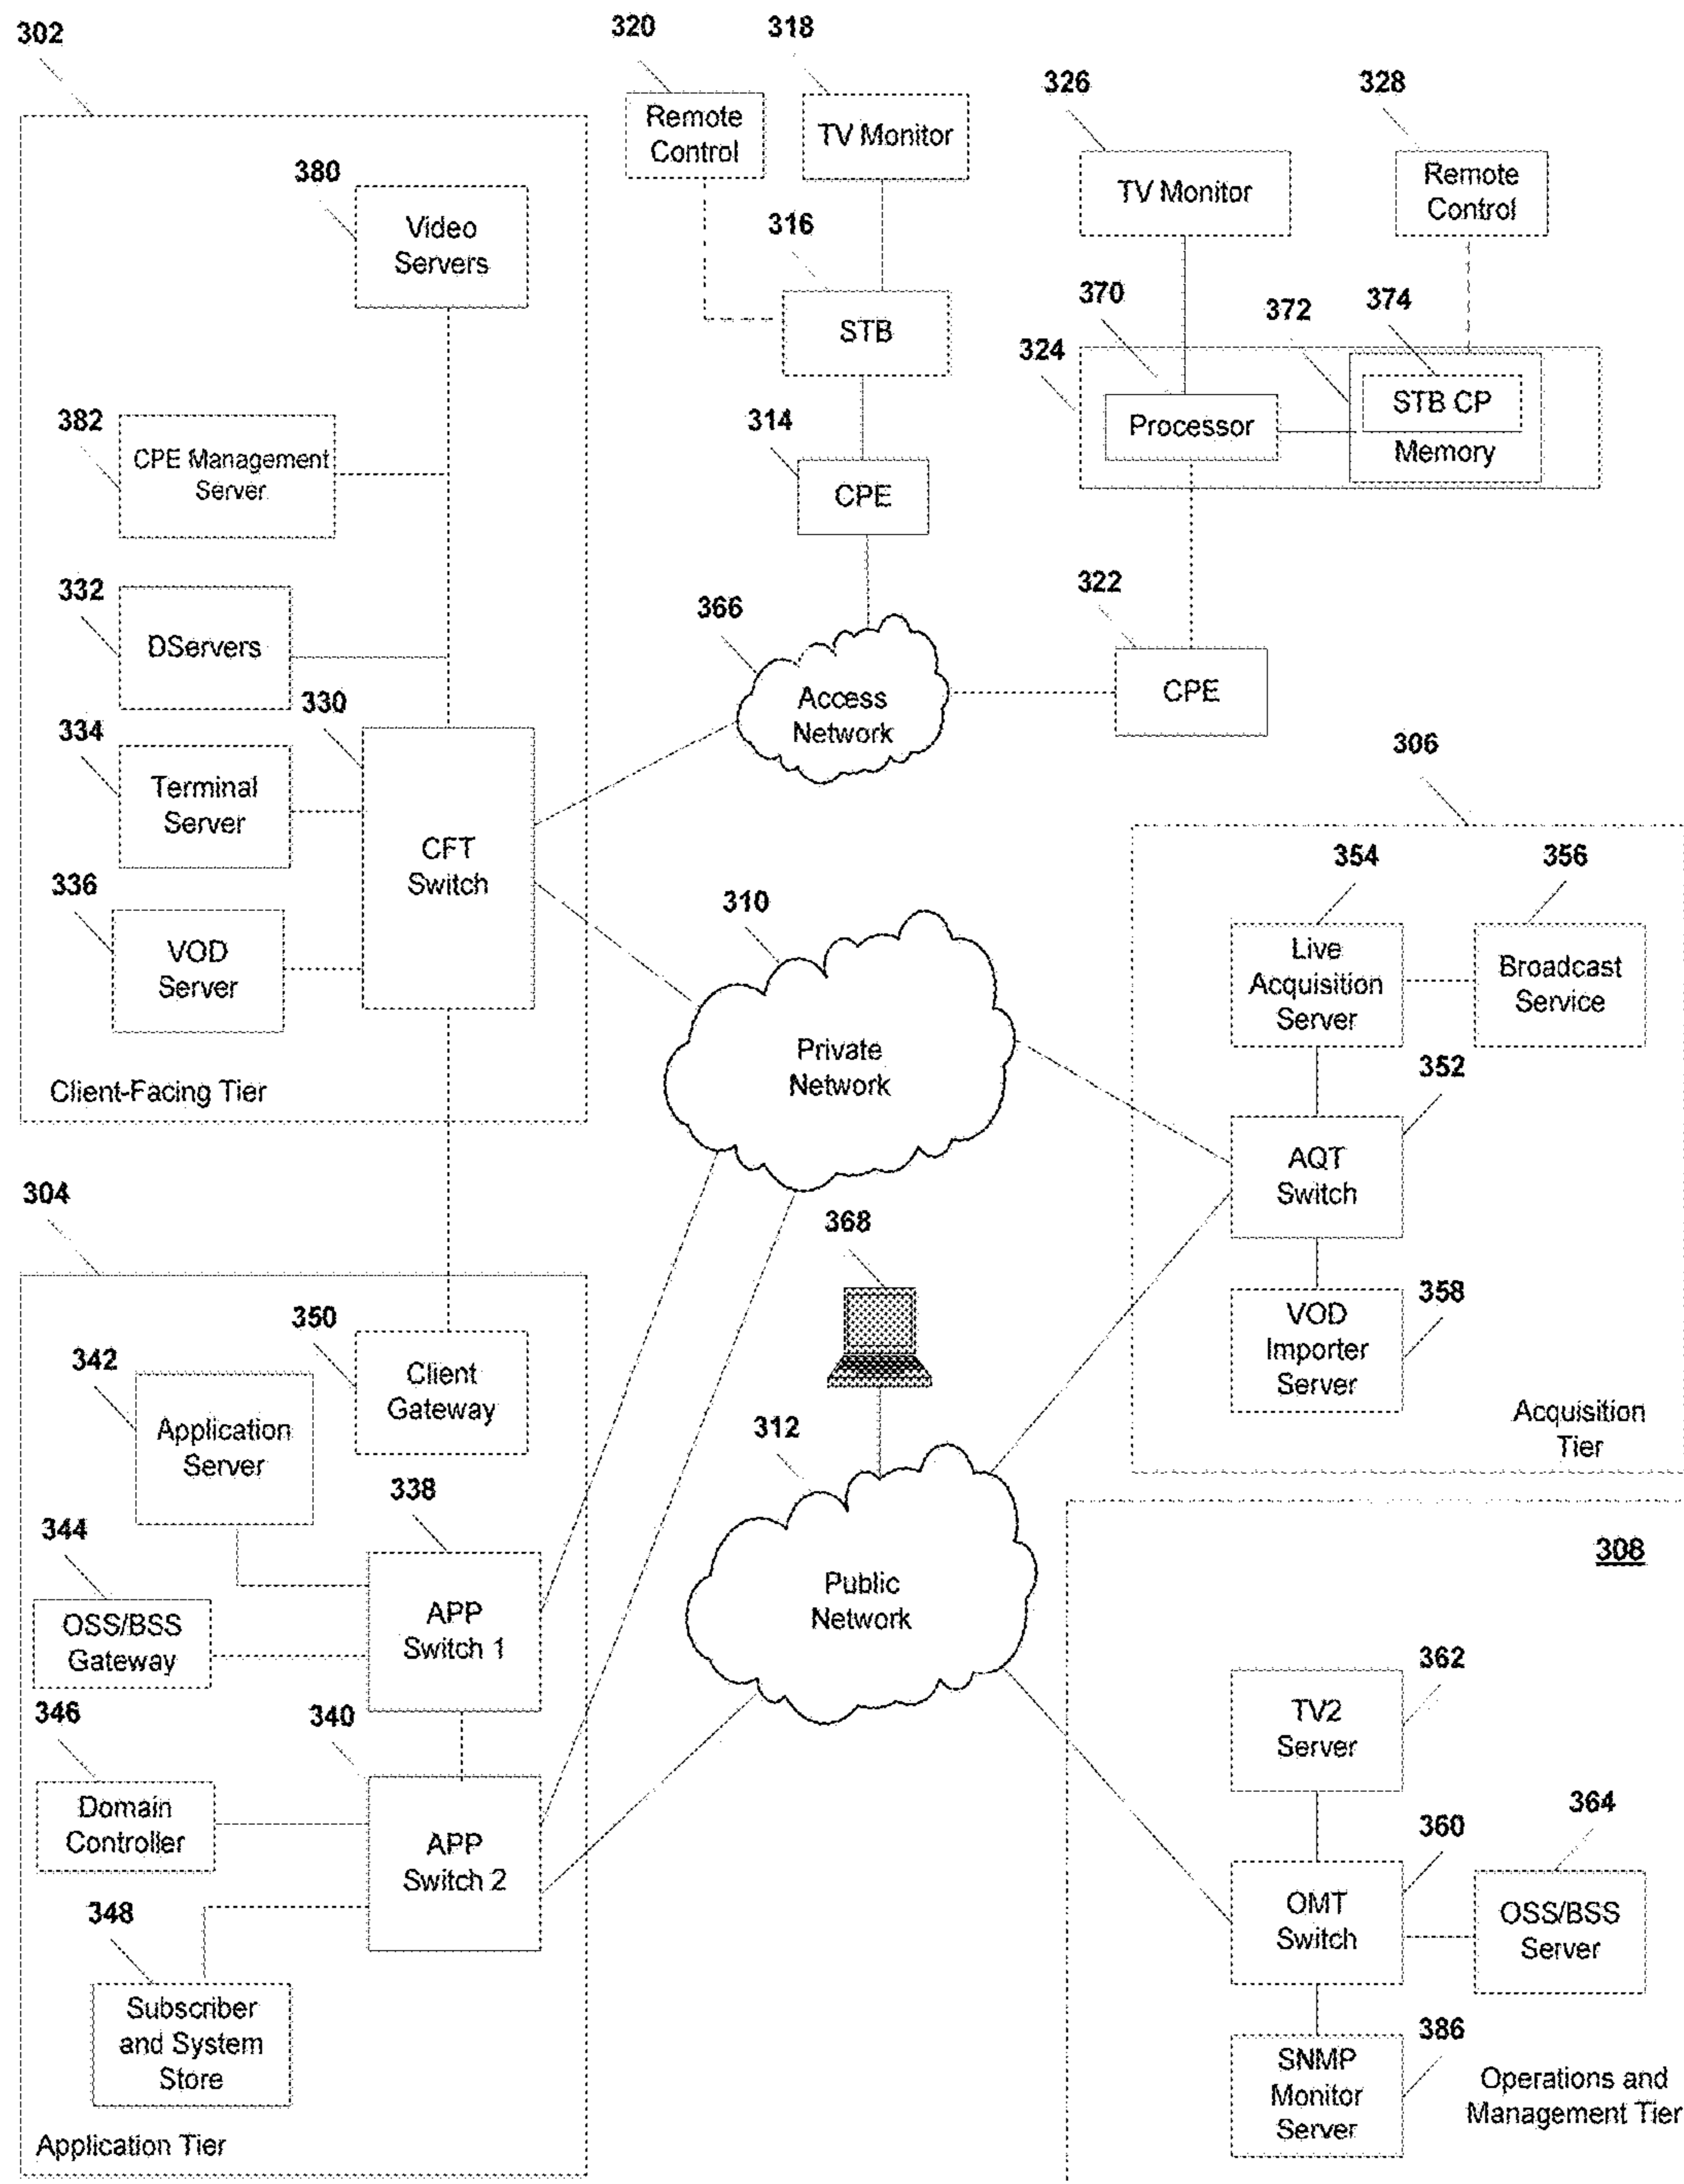 302
320
318
326
328
Remote
Control
TV Monitor
TV Monitor
Remote
Control
380
Video
Servers
316
STB
370
372
374
324
STB CP
Processor
Memory
382
CPE Management
Server
314
CPE
332
DServers
366
322
Access
Network
CPE
330
334
Terminal
Server
CFT
Switch
306
336
VOD
Server
310
354
356
Live
Acquisition
Server
Broadcast
Service
Private
Network
352
Client-Facing Tier
AQT
Switch
304
368
350
342
Client
Gateway
358
VOD
Importer
Server
Application
Server
312
Acquisition
Tier
338
344
308
OSS/BSS
Gateway
APP
Switch 1
Public
Network
362
TV2
Server
346
340
Domain
Controller
APP
Switch 2
364
360
OMT
Switch
OSS/BSS
Server
348
Subscriber
and System
Store
386
SNMP
Monitor
Server
Operations and
Management Tier
Application Tier